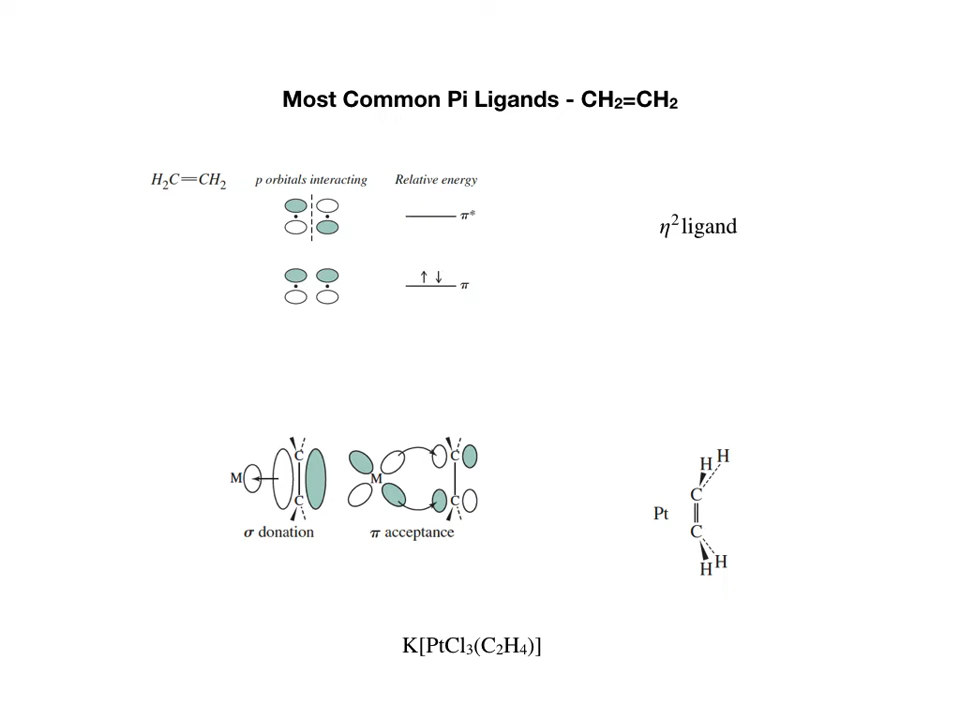 Most Common Pi Ligands - CH₂=CH₂
H₂C=CH₂ p orbitals interacting Relative energy
π*
η² ligand
↑ ↓ π
M C C
σ donation
M C C
π acceptance
H H
C
Pt
C
H H
K[PtCl₃(C₂H₄)]